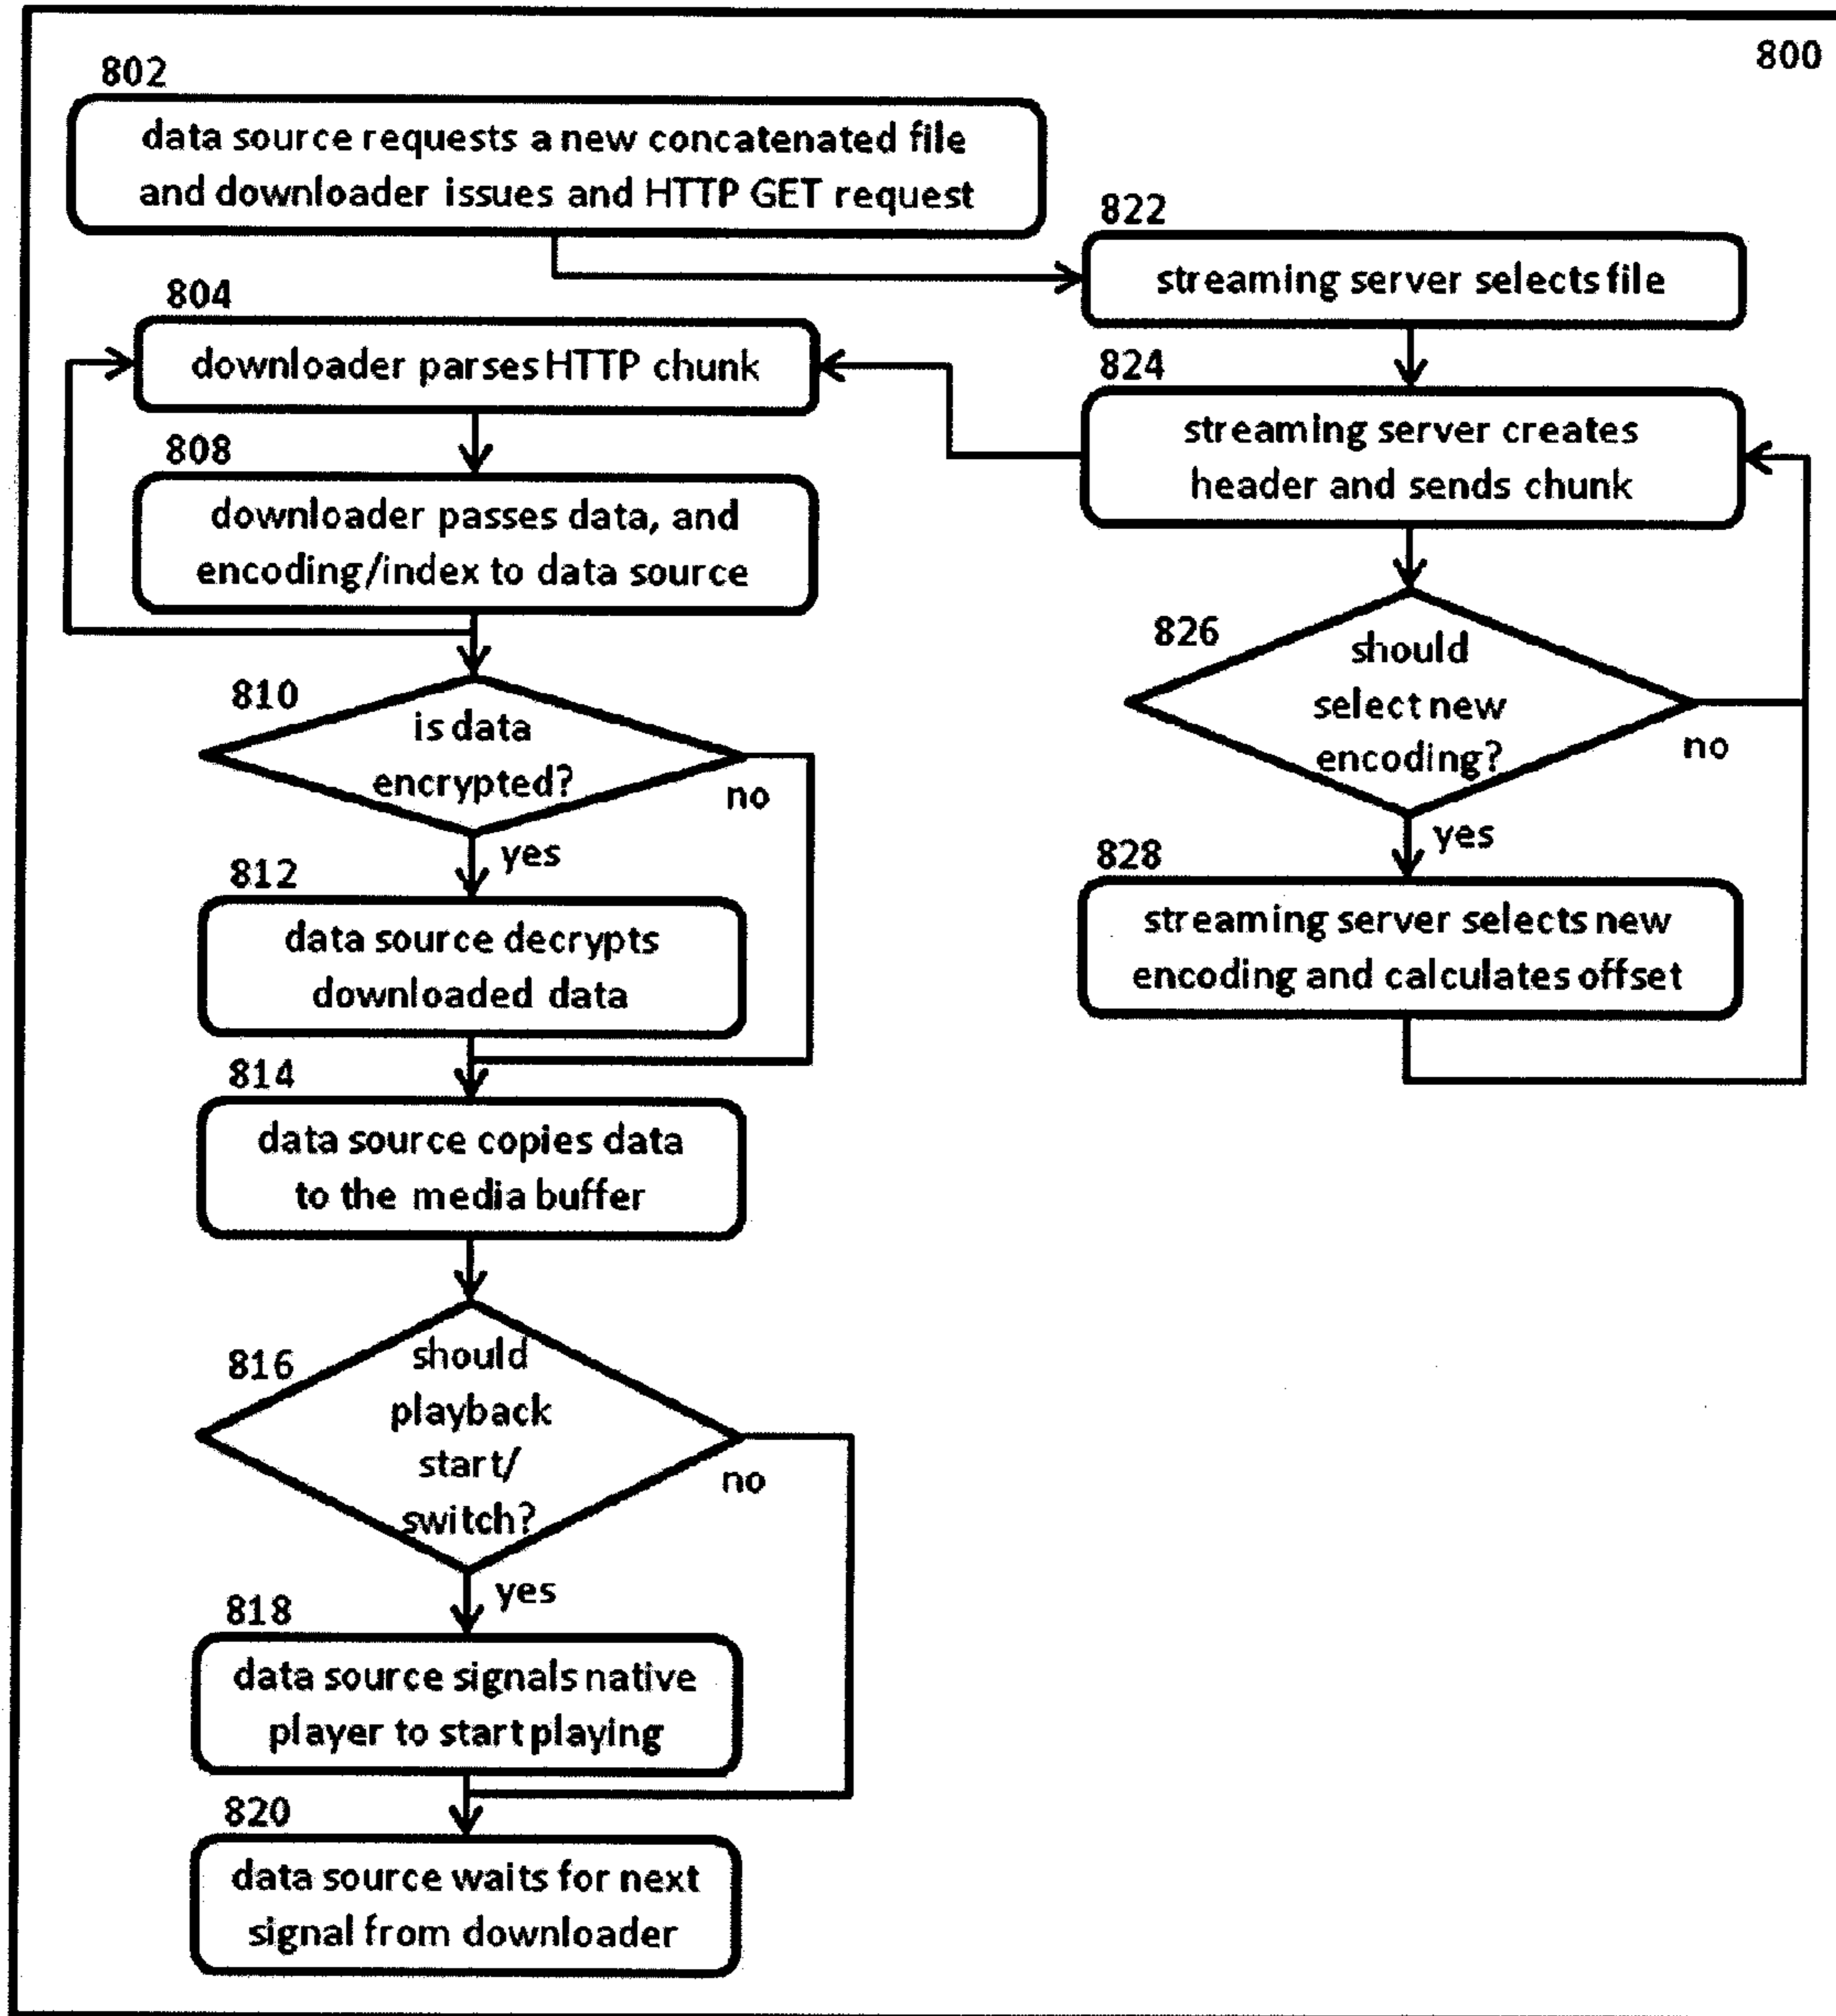 800
802
data source requests a new concatenated file
and downloader issues and HTTP GET request
822
streaming server selects file
804
downloader parses HTTP chunk
824
streaming server creates
header and sends chunk
808
downloader passes data, and
encoding/index to data source
826
should
select new
encoding?
no
yes
810
is data
encrypted?
no
yes
828
streaming server selects new
encoding and calculates offset
812
data source decrypts
downloaded data
814
data source copies data
to the media buffer
816
should
playback
start/
switch?
no
yes
818
data source signals native
player to start playing
820
data source waits for next
signal from downloader